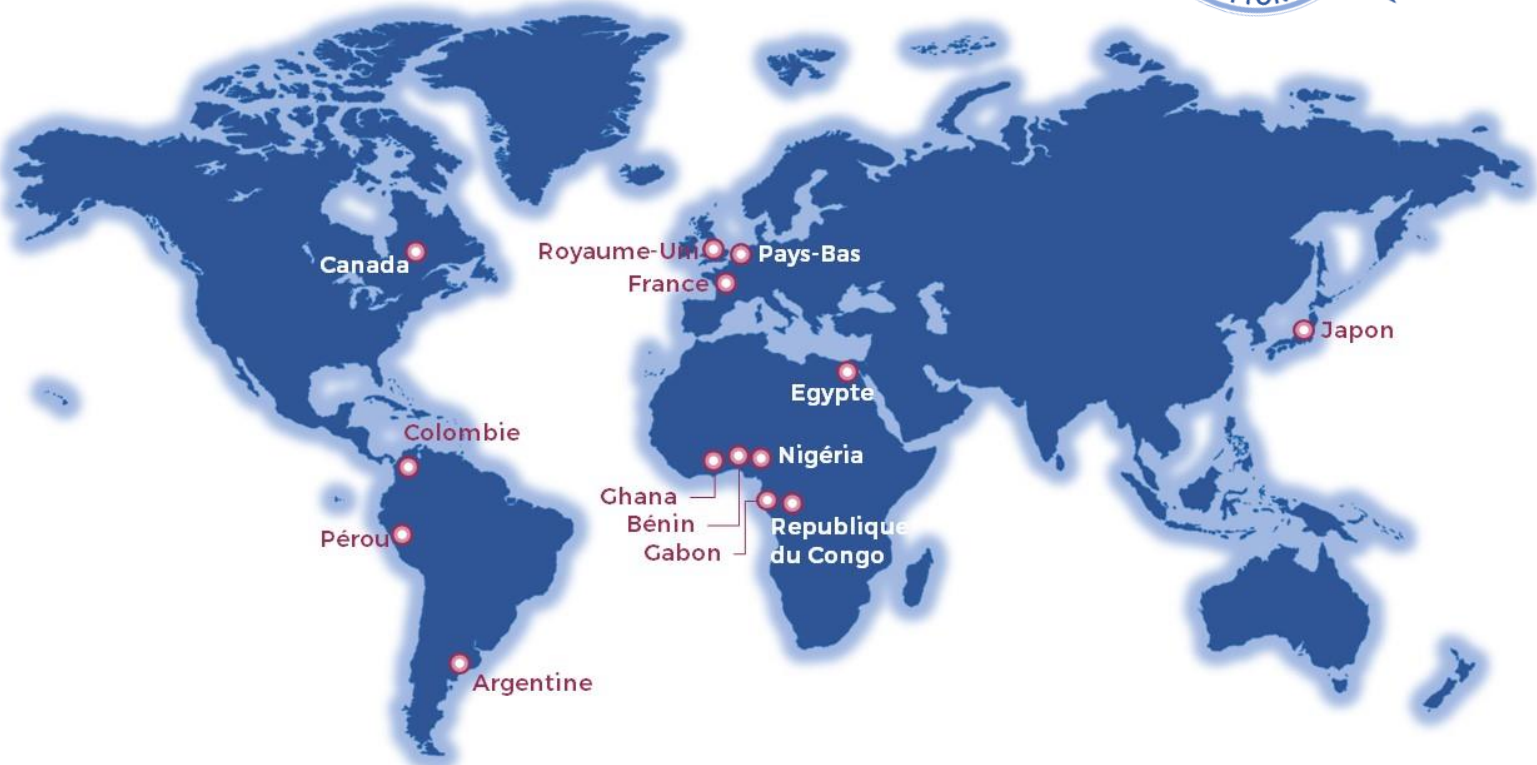 Canada
Royaume-Uni
Pays-Bas
France
Japon
Egypte
Colombie
Nigéria
Ghana
Bénin
Republique
du Congo
Gabon
Pérou
Argentine